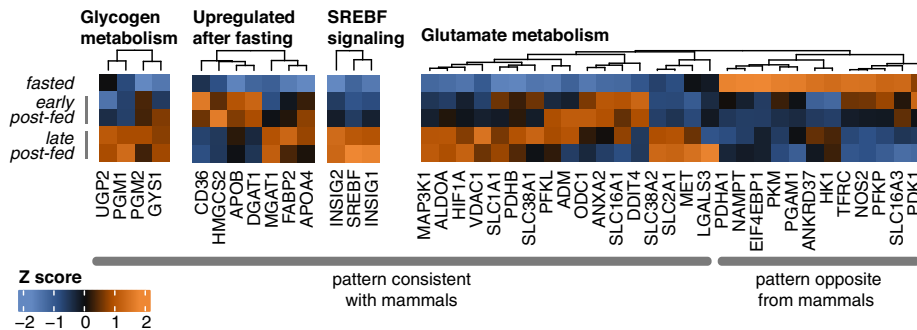 Glycogen
metabolism
Upregulated
after fasting
SREBF
signaling
Glutamate metabolism
fasted
early
post-fed
late
post-fed
UGP2
PGM1
PGM2
GYS1
CD36
HMGCS2
APOB
DGAT1
MGAT1
FABP2
APOA4
INSIG2
SREBF
INSIG1
MAP3K1
ALDOA
HIF1A
VDAC1
SLC1A1
PDHB
SLC38A1
PFKL
ADM
ODC1
ANXA2
SLC16A1
DDIT4
SLC38A2
SLC2A1
MET
LGALS3
PDHA1
NAMPT
EIF4EBP1
PKM
PGAM1
ANKRD37
HK1
TFRC
NOS2
PFKP
SLC16A3
PDK1
pattern consistent
with mammals
pattern opposite
from mammals
Z score
−2 −1 0 1 2